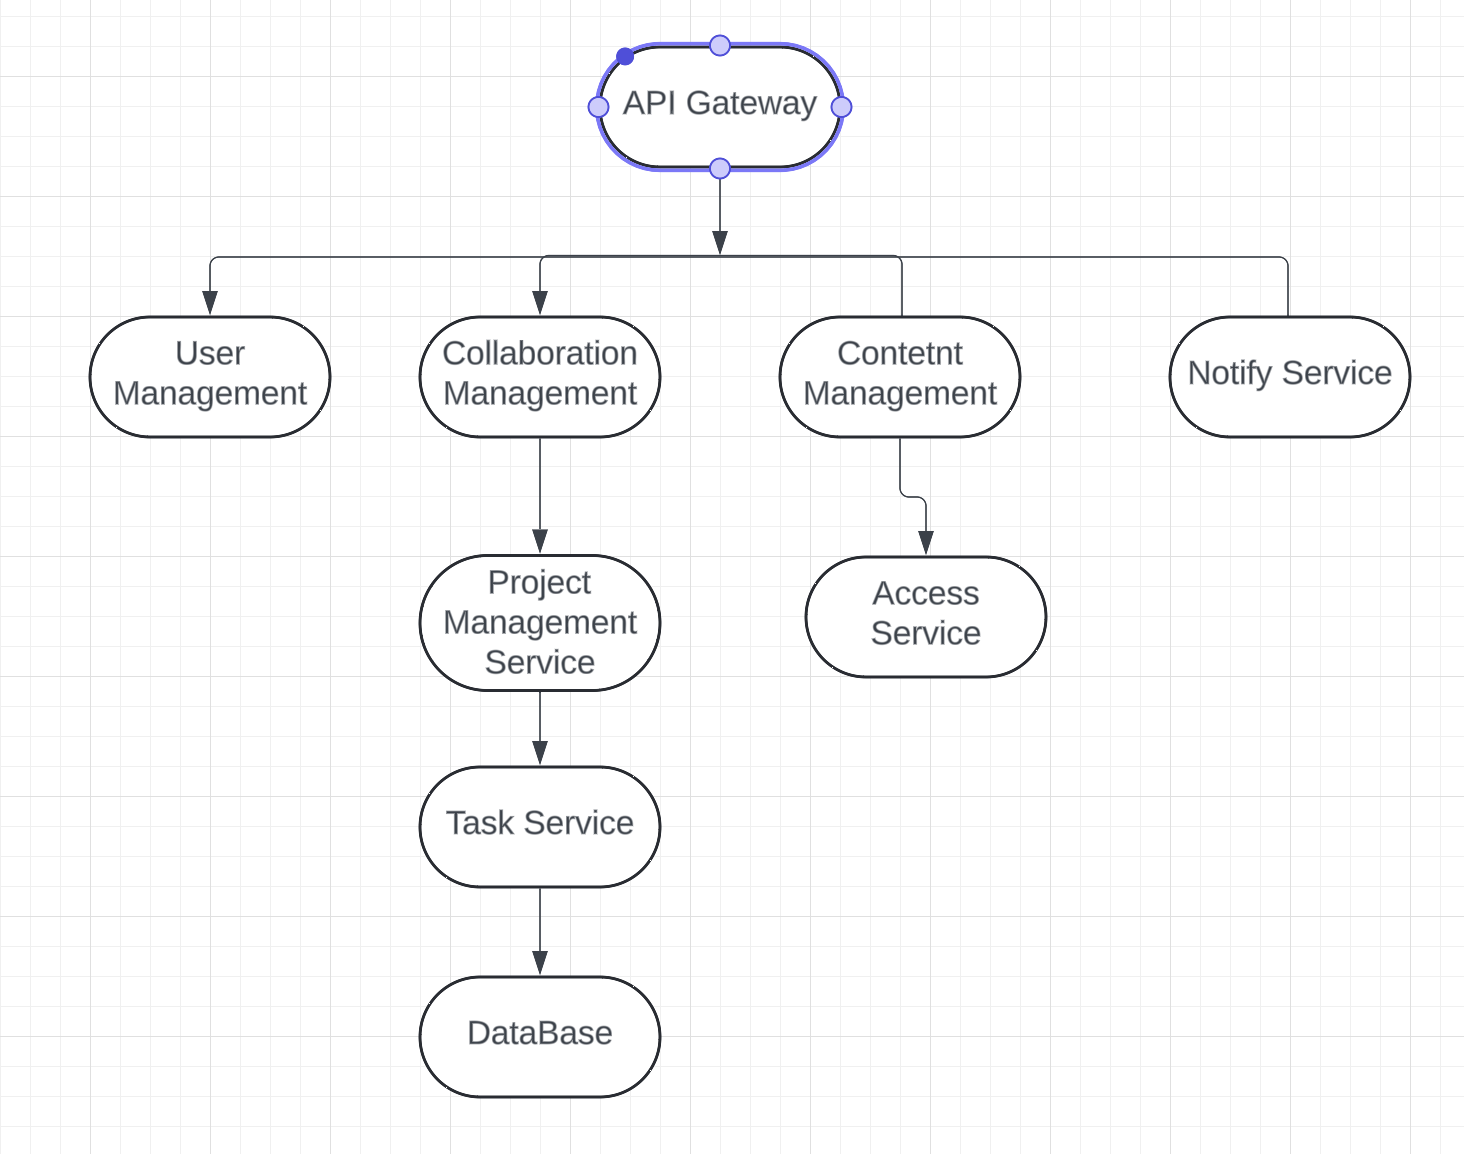 API Gateway
User
Management
Collaboration
Management
Contetnt
Management
Notify Service
Project
Management
Service
Access
Service
Task Service
DataBase